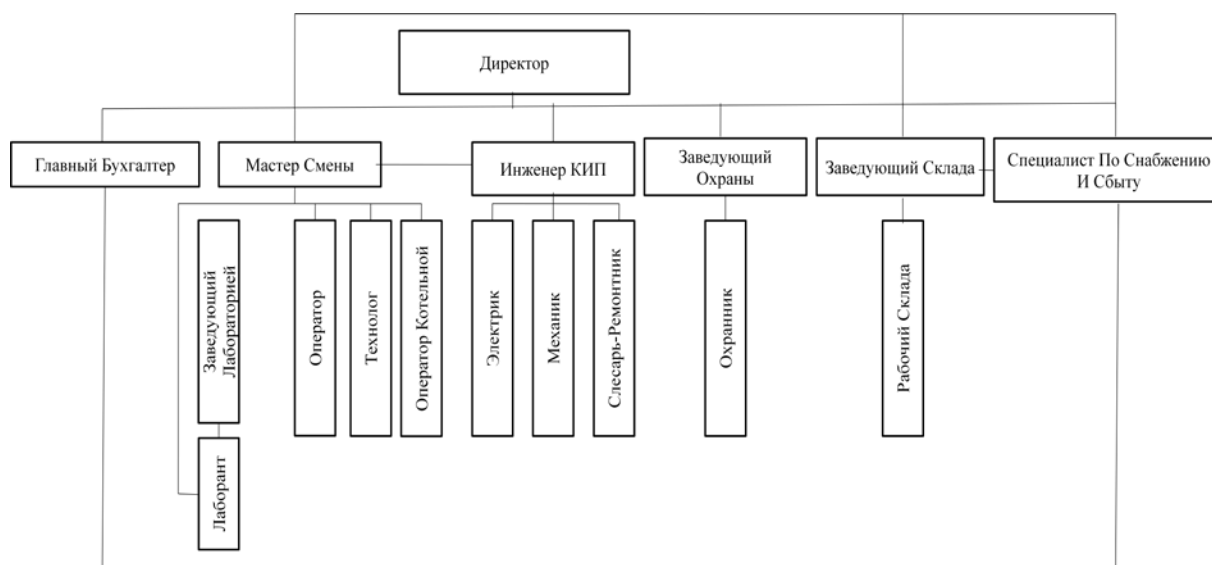 Директор
Главный Бухгалтер
Мастер Смены
Инженер КИП
Заведующий
Охраны
Заведующий Склада
Специалист По Снабжению
И Сбыту
Заведующий
Лабораторией
Оператор
Технолог
Оператор Котельной
Электрик
Механик
Слесарь-Ремонтник
Охранник
Рабочий Склада
Лаборант